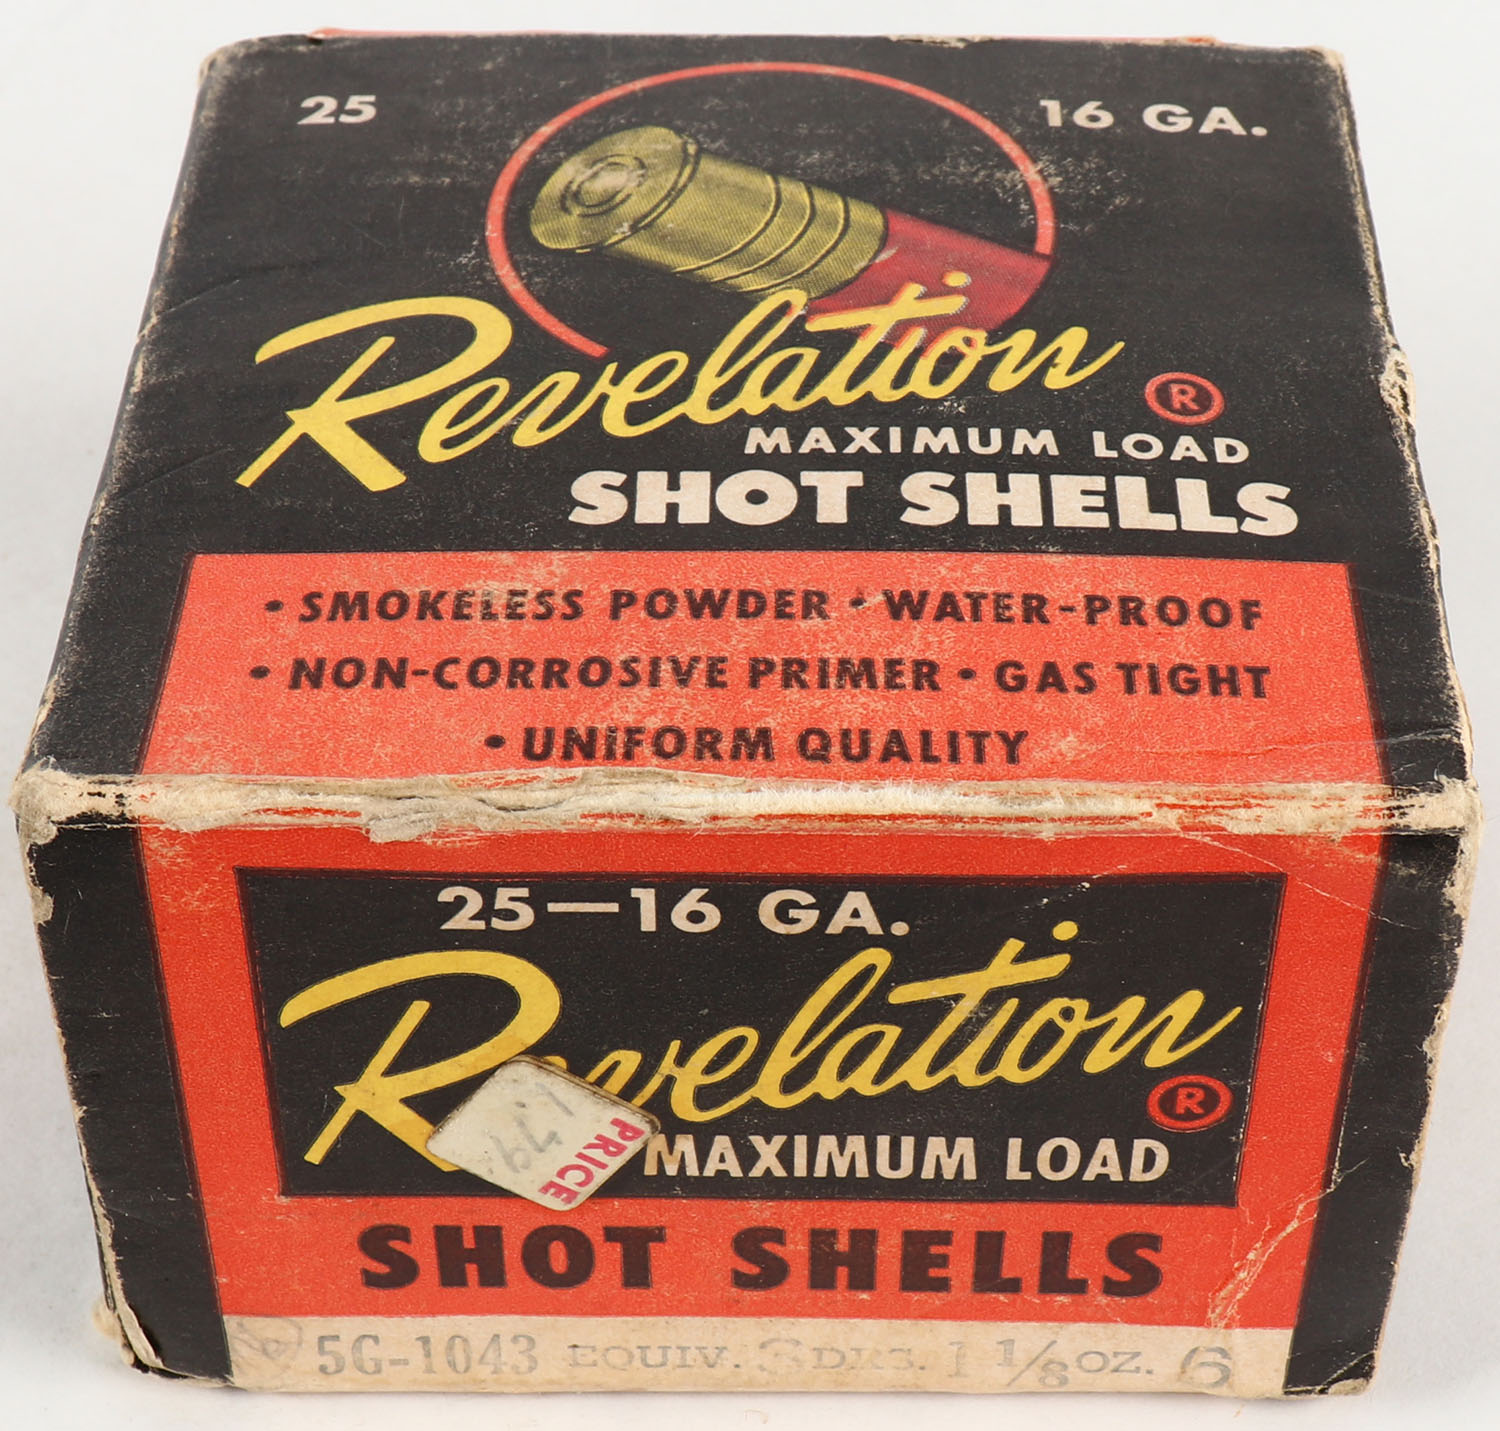 25 16 GA.
Revelation ®
MAXIMUM LOAD
SHOT SHELLS
• SMOKELESS POWDER • WATER-PROOF
• NON-CORROSIVE PRIMER • GAS TIGHT
• UNIFORM QUALITY
25—16 GA.
Revelation ®
PRICE
1.79
MAXIMUM LOAD
SHOT SHELLS
5G-1043 EQUIV. 3 DRS. 1 1/8 OZ. 6